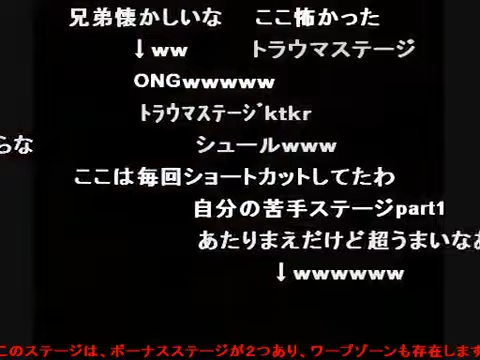 兄弟懐かしいな　ここ怖かった
↓ww　トラウマステージ
ONGwwwww
ﾄﾗｳﾏｽﾃｰｼﾞktkr
らな　シュールwww
ここは毎回ショートカットしてたわ
自分の苦手ステージpart1
あたりまえだけど超うまいなあ
↓wwwwww
このステージは、ボーナスステージが2つあり、ワープゾーンも存在します